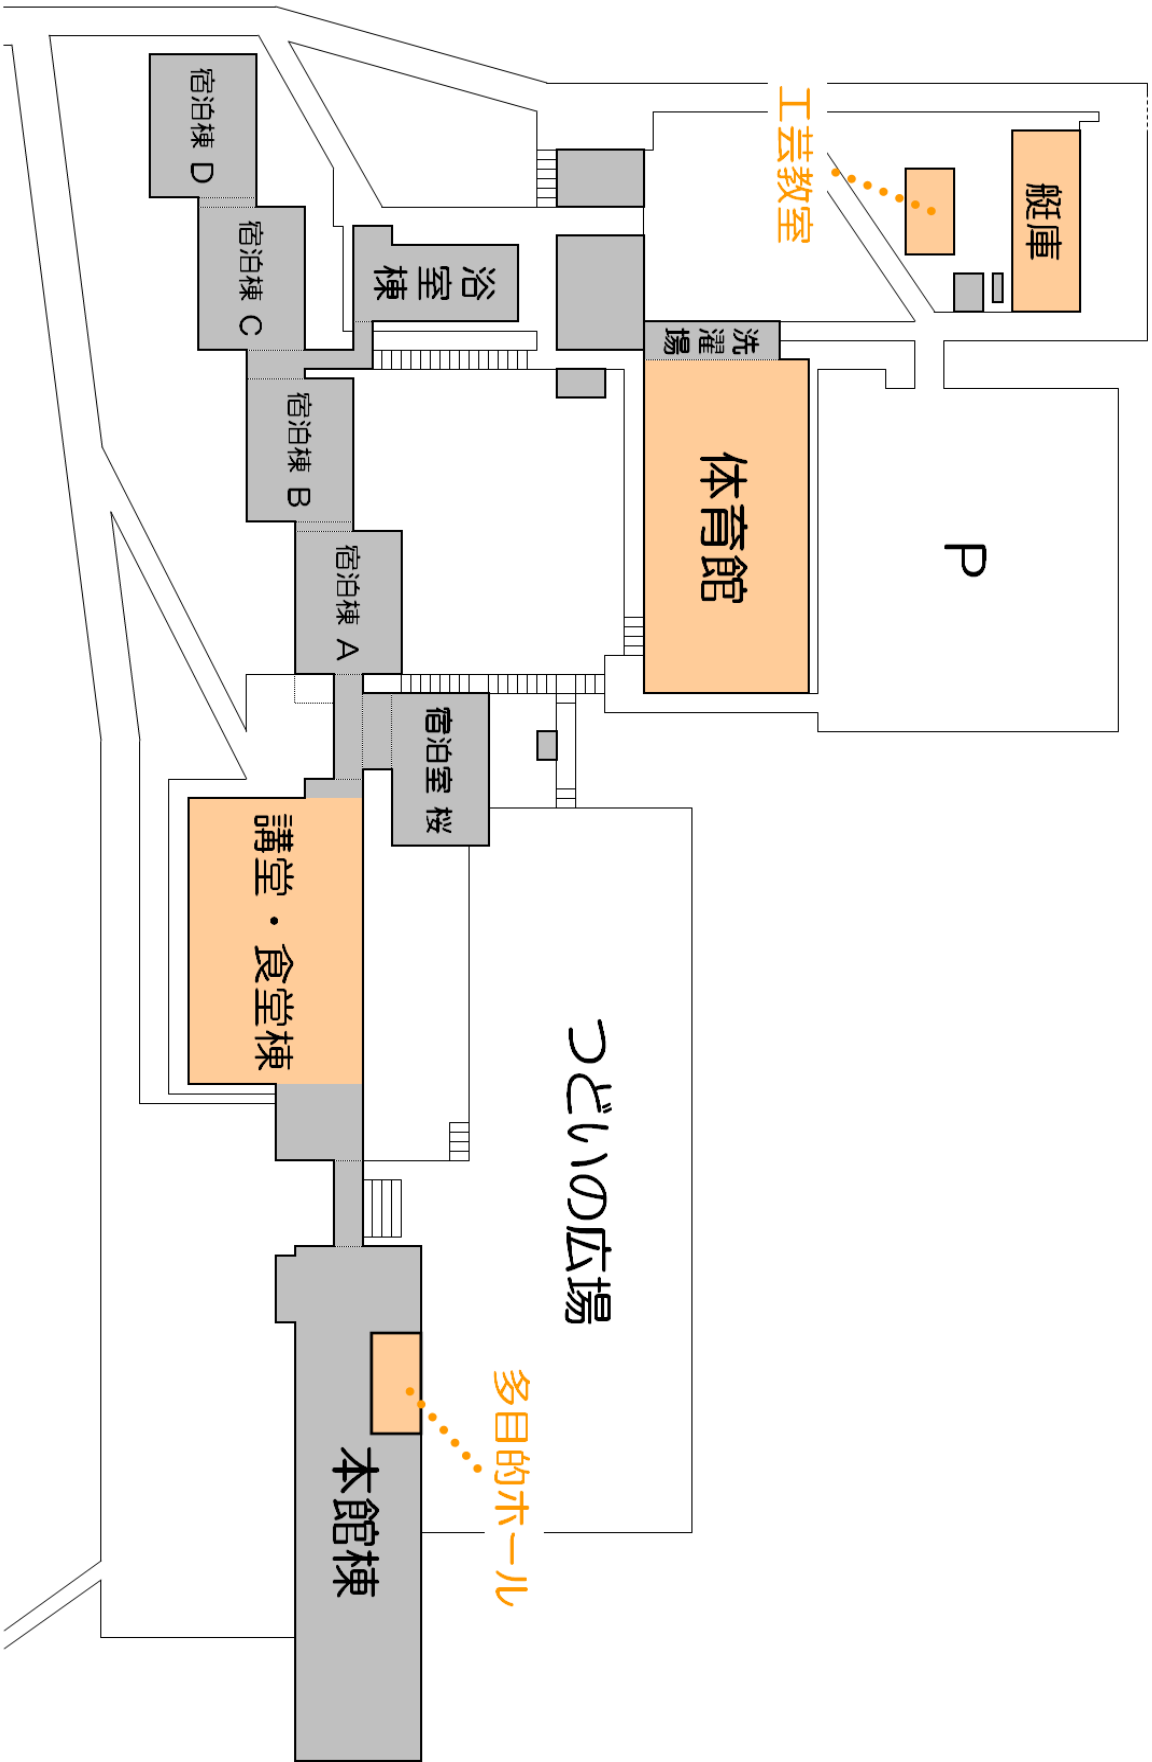 艇庫
工芸教室
P
洗濯場
体育館
浴室棟
宿泊棟 D
宿泊棟 C
宿泊棟 B
宿泊棟 A
宿泊室 桜
講堂・食堂棟
つどいの広場
多目的ホール
本館棟